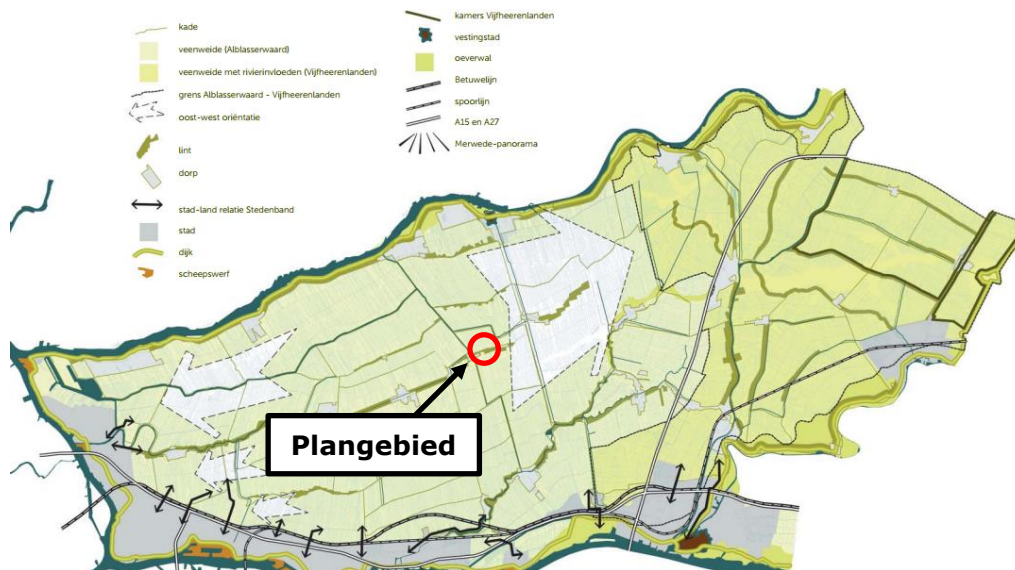 kade
veenweide (Alblasserwaard)
veenweide met rivierinvloeden (Vijfheerenlanden)
grens Alblasserwaard - Vijfheerenlanden
oost-west oriëntatie
lint
dorp
stad-land relatie Stedenband
stad
dijk
scheepswerf
kamers Vijfheerenlanden
vestingstad
oeverwal
Betuwelijn
spoorlijn
A15 en A27
Merwede-panorama
Plangebied